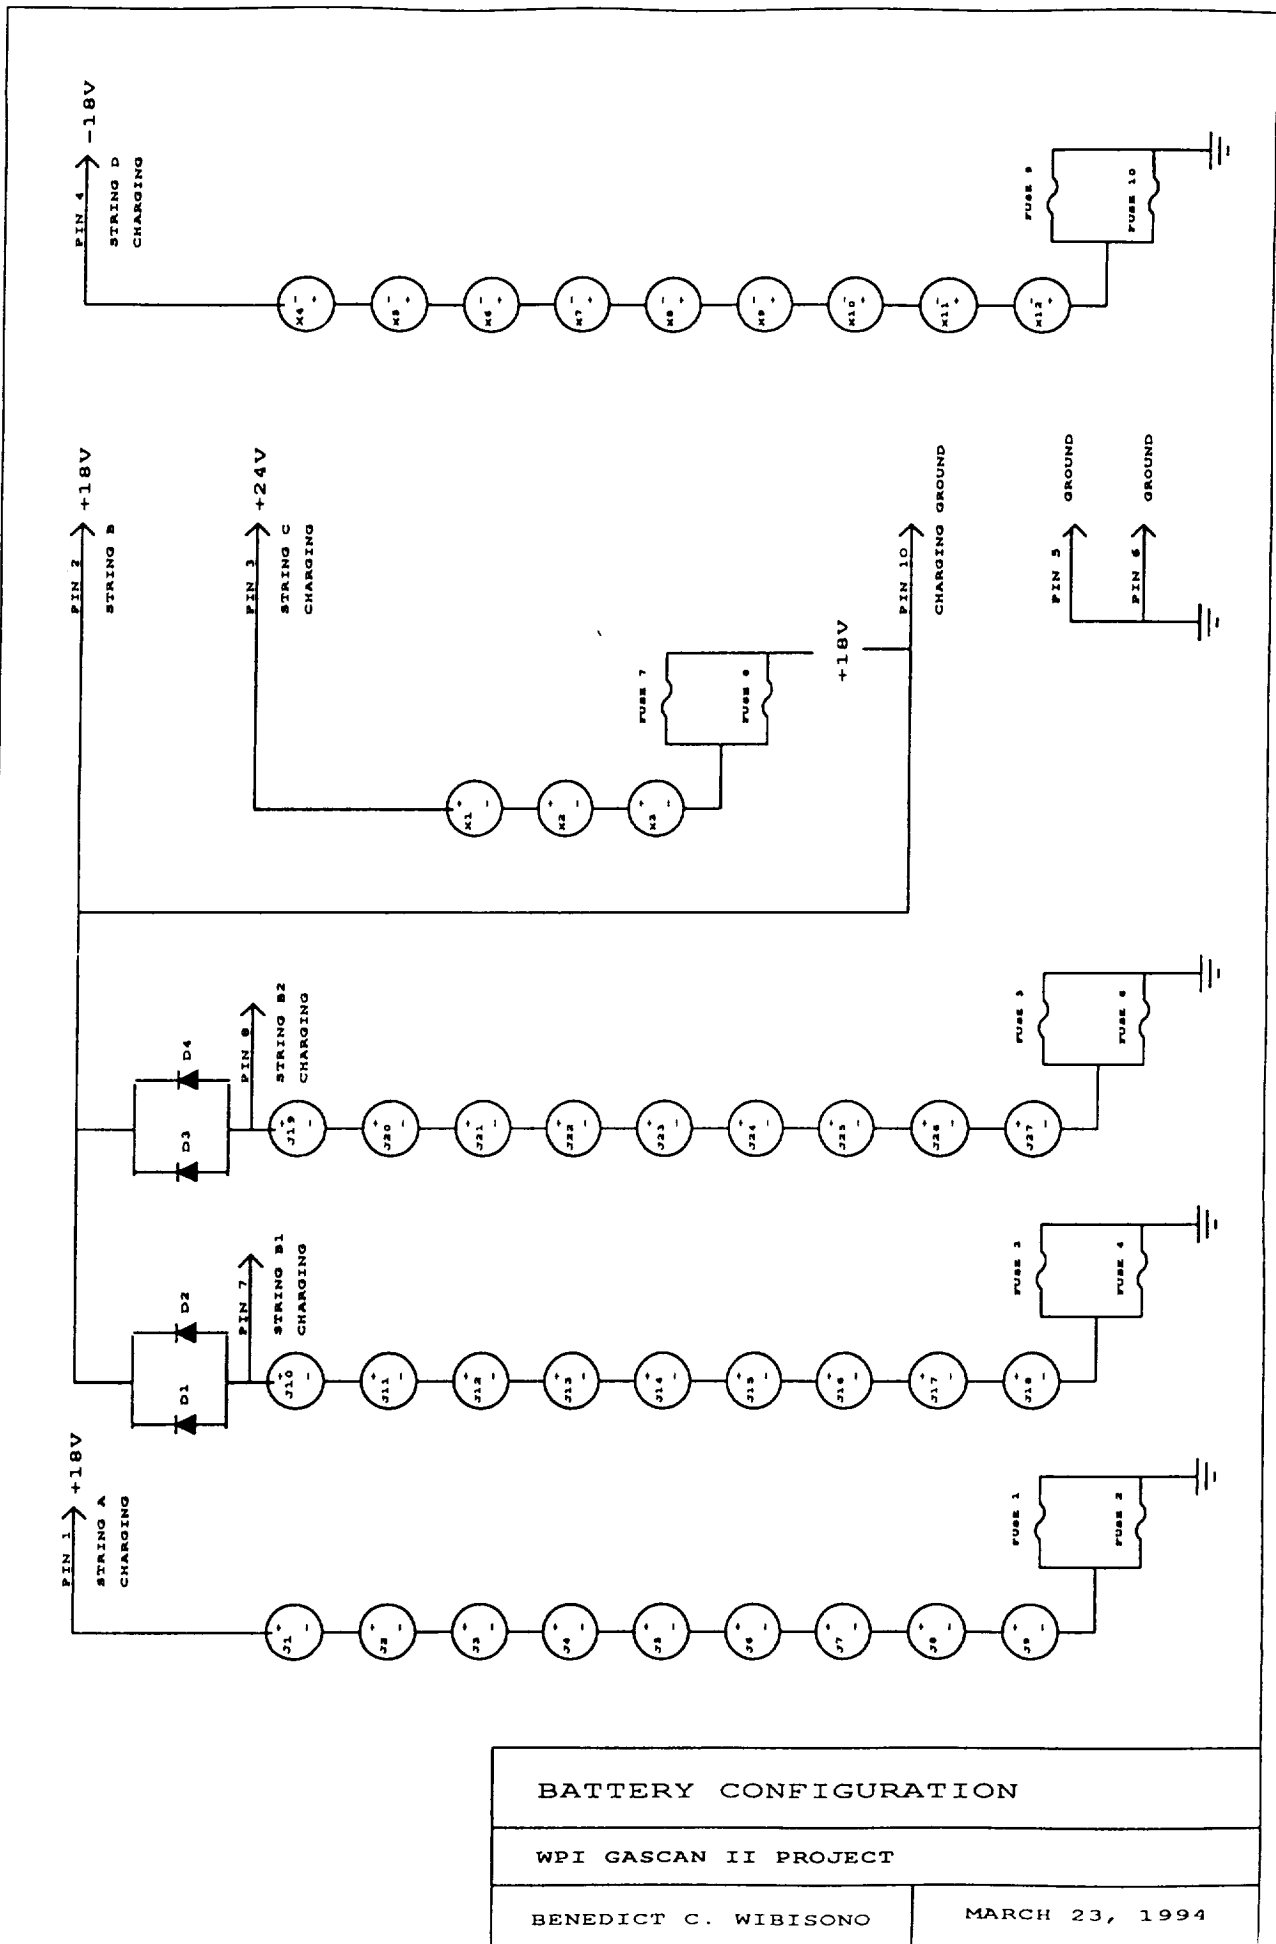 PIN 4
-18V
STRING D
CHARGING
X4 - +
X5 - +
X6 - +
X7 - +
X8 - +
X9 - +
X10 - +
X11 - +
X12 - +
FUSE 9
FUSE 10
PIN 2
+18V
STRING B
PIN 3
+24V
STRING C
CHARGING
X1 + -
X2 + -
X3 + -
FUSE 7
FUSE 8
+18V
PIN 10
CHARGING GROUND
PIN 5
GROUND
PIN 6
GROUND
D3
D4
PIN 8
STRING B2
CHARGING
J19 + -
J20 + -
J21 + -
J22 + -
J23 + -
J24 + -
J25 + -
J26 + -
J27 + -
FUSE 5
FUSE 6
D1
D2
PIN 7
STRING B1
CHARGING
J10 + -
J11 + -
J12 + -
J13 + -
J14 + -
J15 + -
J16 + -
J17 + -
J18 + -
FUSE 3
FUSE 4
PIN 1
+18V
STRING A
CHARGING
J1 + -
J2 + -
J3 + -
J4 + -
J5 + -
J6 + -
J7 + -
J8 + -
J9 + -
FUSE 1
FUSE 2
BATTERY CONFIGURATION
WPI GASCAN II PROJECT
BENEDICT C. WIBISONO
MARCH 23, 1994